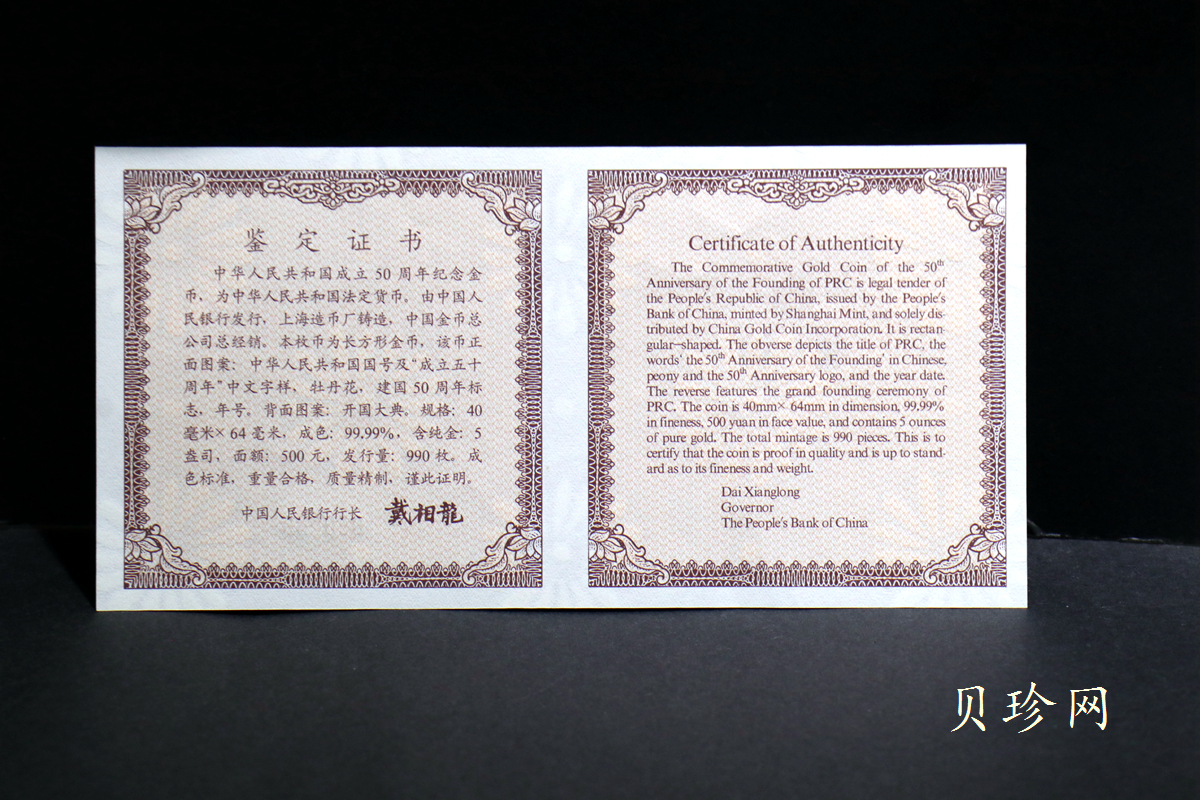 鉴定证书
中华人民共和国成立 50 周年纪念金
币，为中华人民共和国法定货币。由中国人
民银行发行，上海造币厂铸造，中国金币总
公司总经销。本枚币为长方形金币，该币正
面图案：中华人民共和国国号及“成立五十
周年”中文字样，牡丹花，建国 50 周年标
志，年号。背面图案：开国大典。规格：40
毫米×64 毫米，成色：99.99%，含纯金：5
盎司，面额：500 元，发行量：990 枚。成
色标准，重量合格，质量精制，谨此证明。
中国人民银行行长 戴相龍
Certificate of Authenticity
The Commemorative Gold Coin of the 50th
Anniversary of the Founding of PRC is legal tender of
the People's Republic of China, issued by the People's
Bank of China, minted by Shanghai Mint, and solely dis-
tributed by China Gold Coin Incorporation. It is rectan-
gular-shaped. The obverse depicts the title of PRC, the
words' the 50th Anniversary of the Founding' in Chinese,
peony and the 50th Anniversary logo, and the year date.
The reverse features the grand founding ceremony of
PRC. The coin is 40mm× 64mm in dimension, 99.99%
in fineness, 500 yuan in face value, and contains 5 ounces
of pure gold. The total mintage is 990 pieces. This is to
certify that the coin is proof in quality and is up to stand-
ard as to its fineness and weight.
Dai Xianglong
Governor
The People's Bank of China
贝珍网